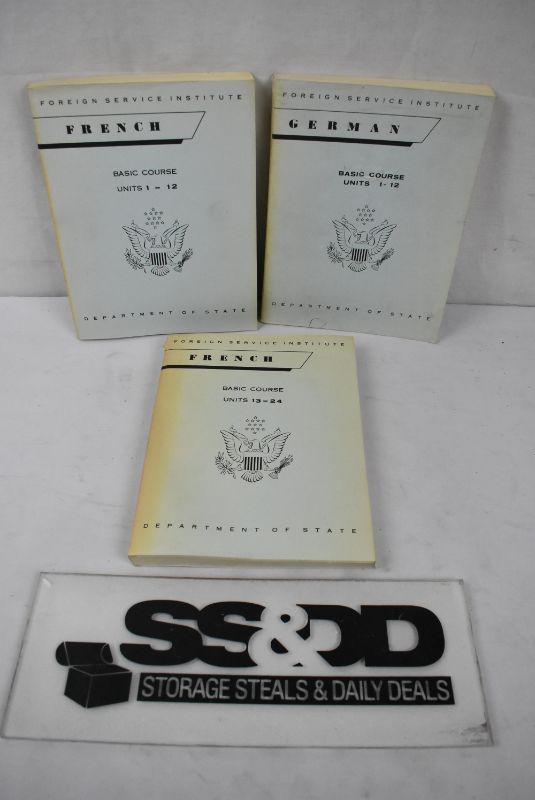 FOREIGN SERVICE INSTITUTE
FRENCH
BASIC COURSE
UNITS 1 - 12
DEPARTMENT OF STATE
FOREIGN SERVICE INSTITUTE
GERMAN
BASIC COURSE
UNITS 1-12
DEPARTMENT OF STATE
FOREIGN SERVICE INSTITUTE
FRENCH
BASIC COURSE
UNITS 13-24
DEPARTMENT OF STATE
SS&DD
STORAGE STEALS & DAILY DEALS